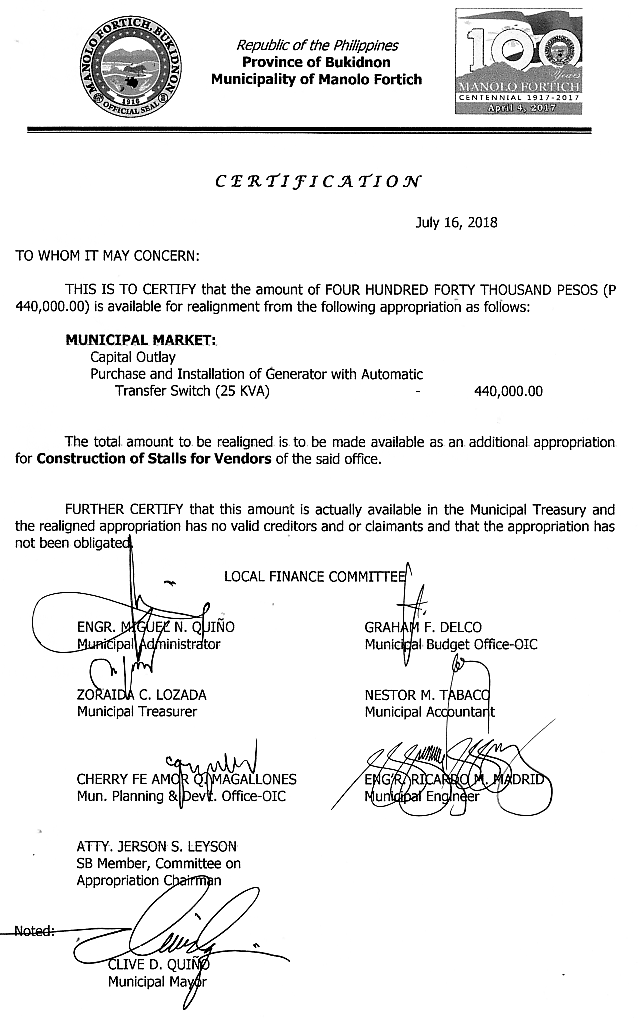 MANOLO FORTICH, BUKIDNON
1916
OFFICIAL SEAL
Republic of the Philippines
Province of Bukidnon
Municipality of Manolo Fortich
100
Years
MANOLO FORTICH
CENTENNIAL 1917-2017
April 4, 2017
CERTIFICATION
July 16, 2018
TO WHOM IT MAY CONCERN:
THIS IS TO CERTIFY that the amount of FOUR HUNDRED FORTY THOUSAND PESOS (P
440,000.00) is available for realignment from the following appropriation as follows:
MUNICIPAL MARKET:
Capital Outlay
Purchase and Installation of Generator with Automatic
Transfer Switch (25 KVA) - 440,000.00
The total amount to be realigned is to be made available as an additional appropriation
for Construction of Stalls for Vendors of the said office.
FURTHER CERTIFY that this amount is actually available in the Municipal Treasury and
the realigned appropriation has no valid creditors and or claimants and that the appropriation has
not been obligated.
LOCAL FINANCE COMMITTEE
ENGR. MIGUEL N. QUIÑO GRAHAM F. DELCO
Municipal Administrator Municipal Budget Office-OIC
ZORAIDA C. LOZADA NESTOR M. TABACO
Municipal Treasurer Municipal Accountant
CHERRY FE AMOR Q. MAGALLONES ENGR. RICARDO M. MADRID
Mun. Planning & Devt. Office-OIC Municipal Engineer
ATTY. JERSON S. LEYSON
SB Member, Committee on
Appropriation Chairman
Noted:
CLIVE D. QUIÑO
Municipal Mayor